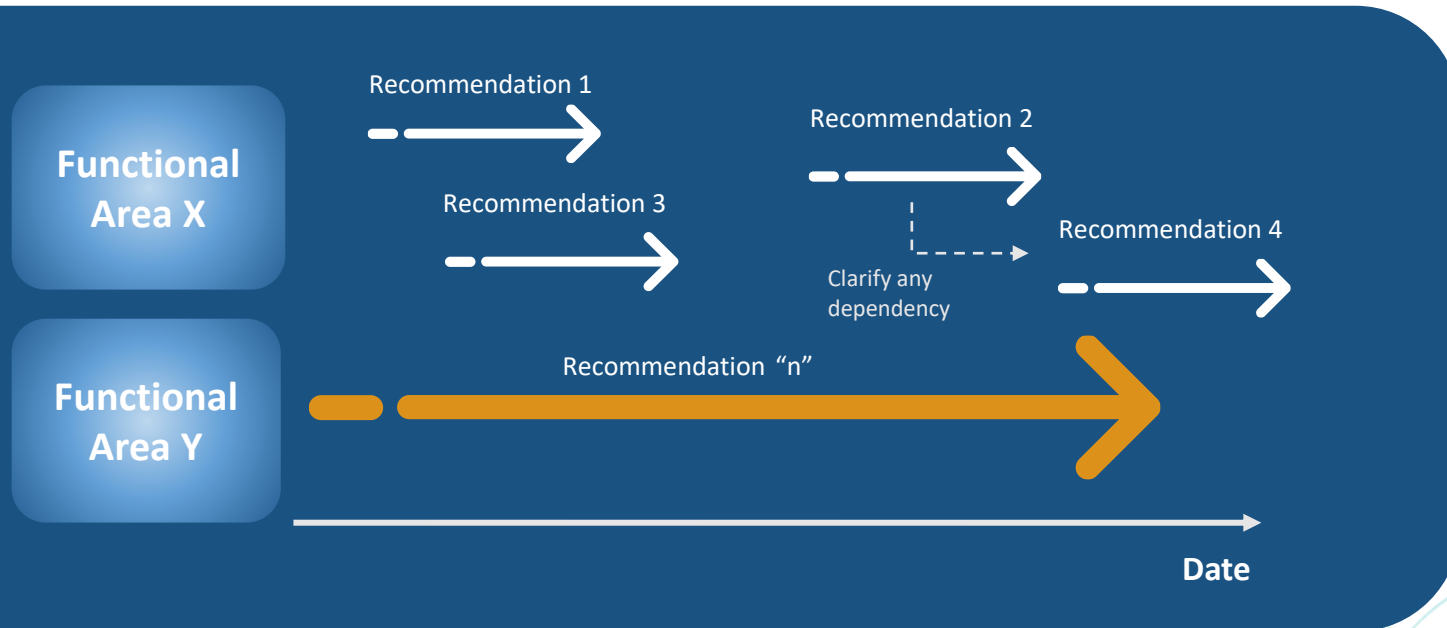 Functional
Area X
Recommendation 1
Recommendation 2
Recommendation 3
Recommendation 4
Clarify any
dependency
Functional
Area Y
Recommendation “n”
Date